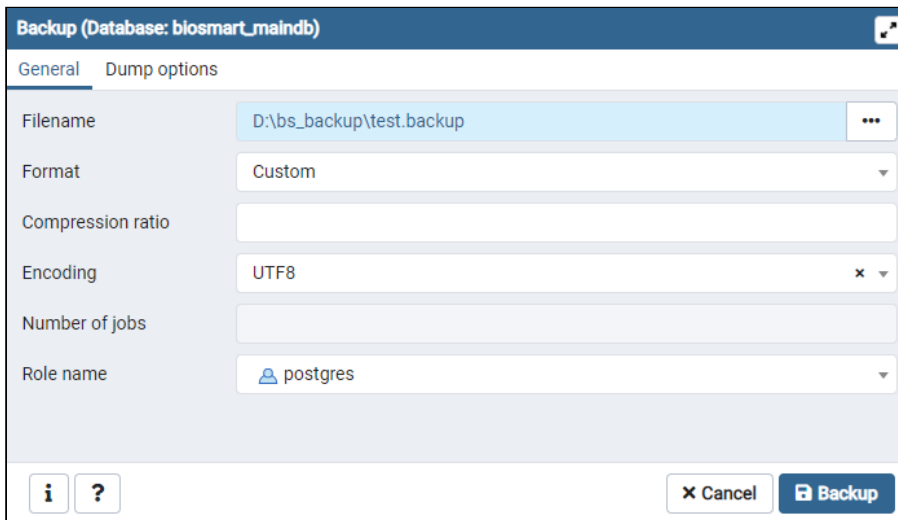 Backup (Database: biosmart_maindb)
General Dump options
Filename D:\bs_backup\test.backup •••
Format Custom
Compression ratio
Encoding UTF8 ×
Number of jobs
Role name postgres
i ? × Cancel Backup